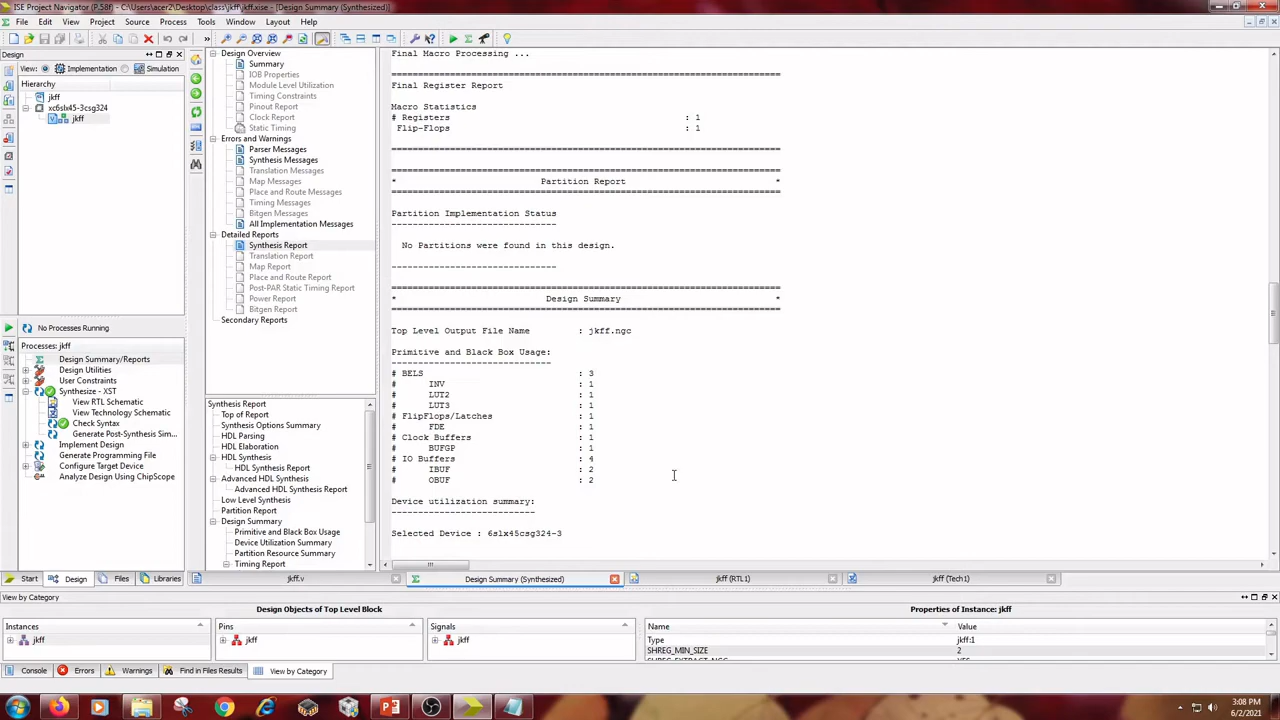 ISE Project Navigator (P.58f) - C:\Users\acer2\Desktop\class\jkff\jkff.xise - [Design Summary (Synthesized)]
File Edit View Project Source Process Tools Window Layout Help
Design
View: Implementation Simulation
Hierarchy
jkff
xc6slx45-3csg324
jkff
No Processes Running
Processes: jkff
Design Summary/Reports
Design Utilities
User Constraints
Synthesize - XST
View RTL Schematic
View Technology Schematic
Check Syntax
Generate Post-Synthesis Sim...
Implement Design
Generate Programming File
Configure Target Device
Analyze Design Using ChipScope
Start Design Files Libraries
Design Overview
Summary
IOB Properties
Module Level Utilization
Timing Constraints
Pinout Report
Clock Report
Static Timing
Errors and Warnings
Parser Messages
Synthesis Messages
Translation Messages
Map Messages
Place and Route Messages
Timing Messages
Bitgen Messages
All Implementation Messages
Detailed Reports
Synthesis Report
Translation Report
Map Report
Place and Route Report
Post-PAR Static Timing Report
Power Report
Bitgen Report
Secondary Reports
Synthesis Report
Top of Report
Synthesis Options Summary
HDL Parsing
HDL Elaboration
HDL Synthesis
HDL Synthesis Report
Advanced HDL Synthesis
Advanced HDL Synthesis Report
Low Level Synthesis
Partition Report
Design Summary
Primitive and Black Box Usage
Device Utilization Summary
Partition Resource Summary
Timing Report
Final Macro Processing ...
=========================================================================
Final Register Report
Macro Statistics
# Registers : 1
Flip-Flops : 1
=========================================================================
=========================================================================
* Partition Report *
=========================================================================
Partition Implementation Status
-------------------------------
No Partitions were found in this design.
-------------------------------
=========================================================================
* Design Summary *
=========================================================================
Top Level Output File Name : jkff.ngc
Primitive and Black Box Usage:
------------------------------
# BELS : 3
# INV : 1
# LUT2 : 1
# LUT3 : 1
# FlipFlops/Latches : 1
# FDE : 1
# Clock Buffers : 1
# BUFGP : 1
# IO Buffers : 4
# IBUF : 2
# OBUF : 2
Device utilization summary:
---------------------------
Selected Device : 6slx45csg324-3
jkff.v Design Summary (Synthesized) jkff (RTL1) jkff (Tech1)
View by Category
Design Objects of Top Level Block Properties of Instance: jkff
Instances Pins Signals Name Value
jkff jkff jkff Type jkff:1
SHREG_MIN_SIZE 2
Console Errors Warnings Find in Files Results View by Category
3:08 PM
6/2/2021